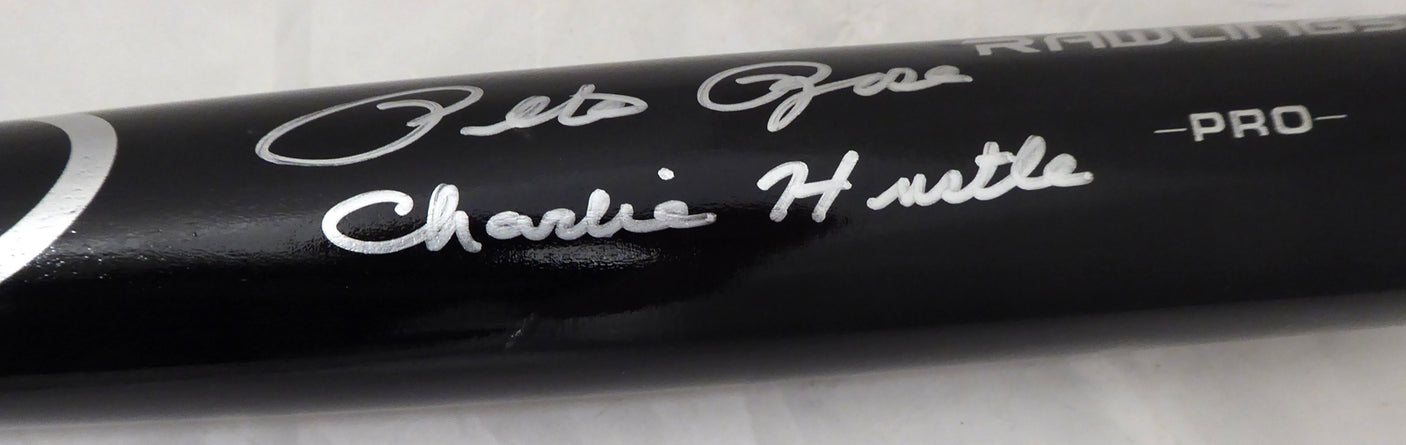 RAWLINGS
Pete Rose
-PRO-
Charlie Hustle